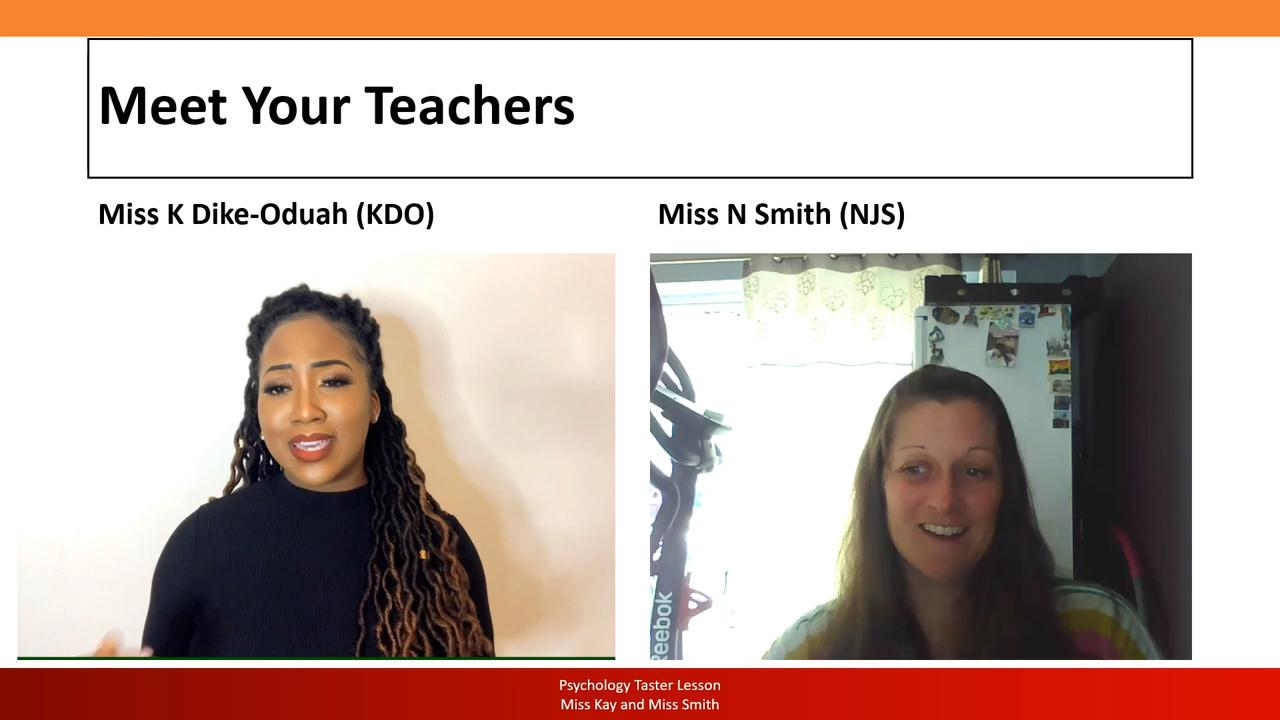 Meet Your Teachers
Miss K Dike-Oduah (KDO)
Miss N Smith (NJS)
Reebok
Psychology Taster Lesson
Miss Kay and Miss Smith